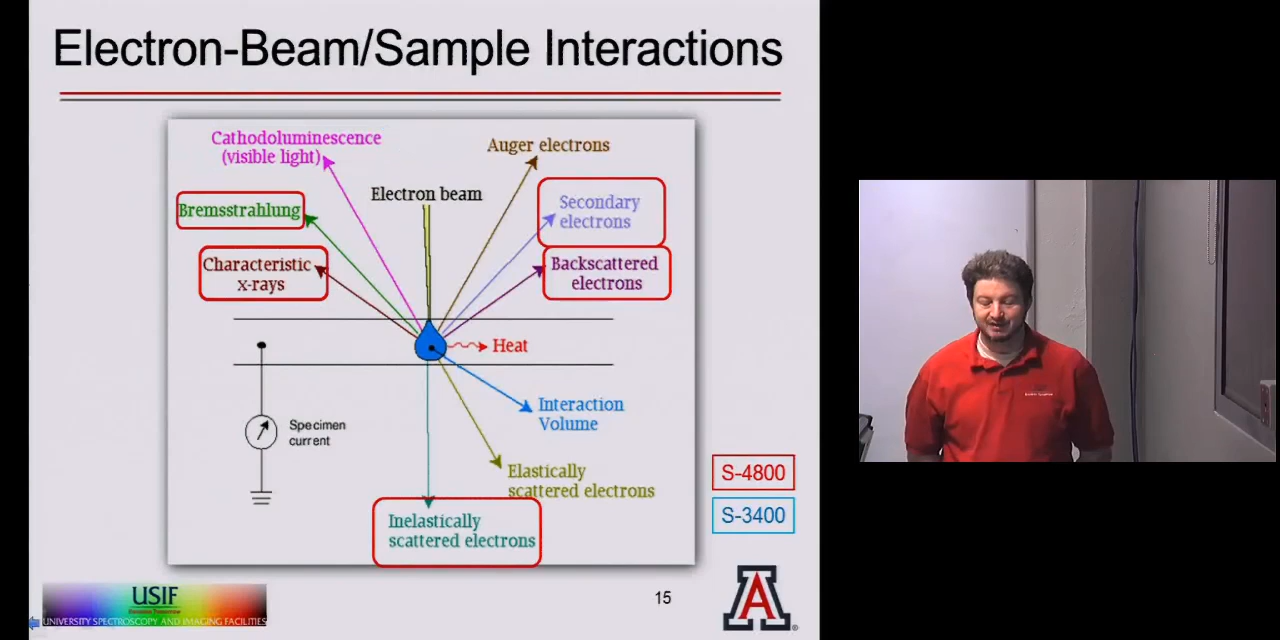 Electron-Beam/Sample Interactions
Cathodoluminescence
(visible light)
Auger electrons
Electron beam
Bremsstrahlung
Secondary
electrons
Characteristic
x-rays
Backscattered
electrons
Heat
Interaction
Volume
Specimen
current
Elastically
scattered electrons
Inelastically
scattered electrons
S-4800
S-3400
USIF
UNIVERSITY SPECTROSCOPY AND IMAGING FACILITIES
15
A